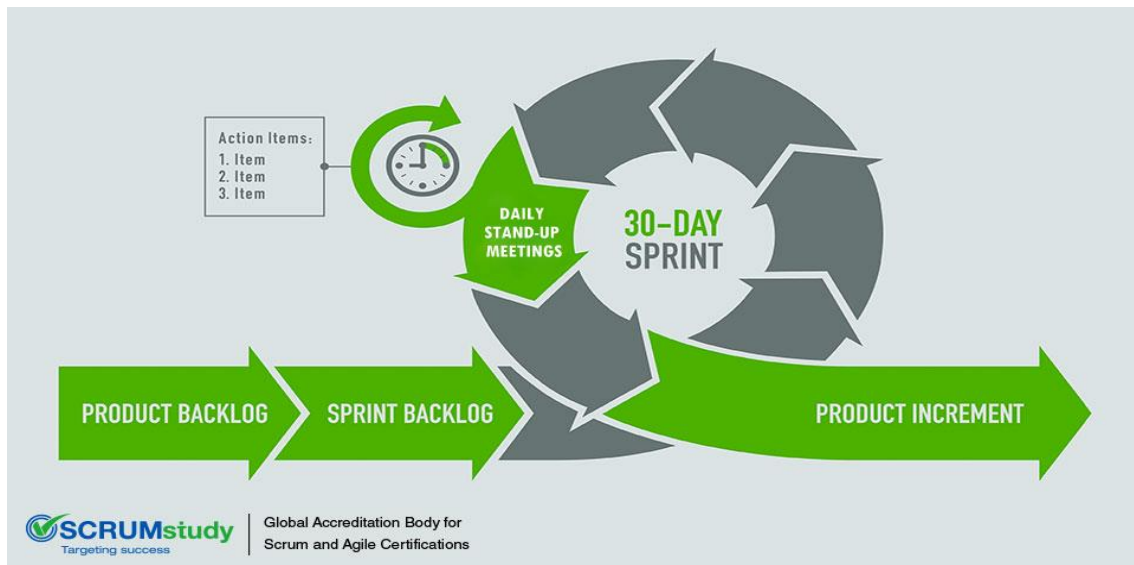 Action Items:
1. Item
2. Item
3. Item
DAILY
STAND-UP
MEETINGS
30-DAY
SPRINT
PRODUCT BACKLOG
SPRINT BACKLOG
PRODUCT INCREMENT
SCRUMstudy
Targeting success
Global Accreditation Body for
Scrum and Agile Certifications